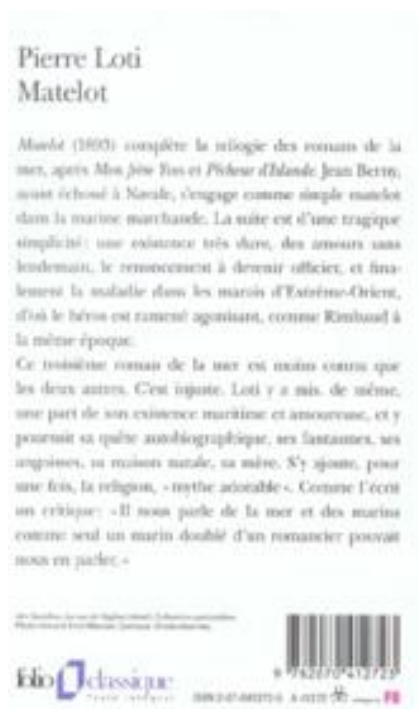 Pierre Loti
Matelot
Matelot (1893) complète la trilogie des romans de la
mer, après Mon frère Yves et Pêcheur d'Islande. Jean Berny,
ayant échoué à Navale, s'engage comme simple matelot
dans la marine marchande. La suite est d'une tragique
simplicité : une existence très dure, des amours sans
lendemain, le renoncement à devenir officier, et fina-
lement la maladie dans les marais d'Extrême-Orient,
d'où le héros est ramené agonisant, comme Rimbaud à
la même époque.
Ce troisième roman de la mer est moins connu que
les deux autres. C'est injuste. Loti y a mis, de même,
une part de son existence maritime et amoureuse, et y
poursuit sa quête autobiographique, ses fantasmes, ses
angoisses, sa maison natale, sa mère. S'y ajoute, pour
une fois, la religion, « mythe adorable ». Comme l'écrit
un critique : « Il nous parle de la mer et des marins
comme seul un marin doublé d'un romancier pouvait
nous en parler. »
folio classique
texte intégral
9 782070 412723